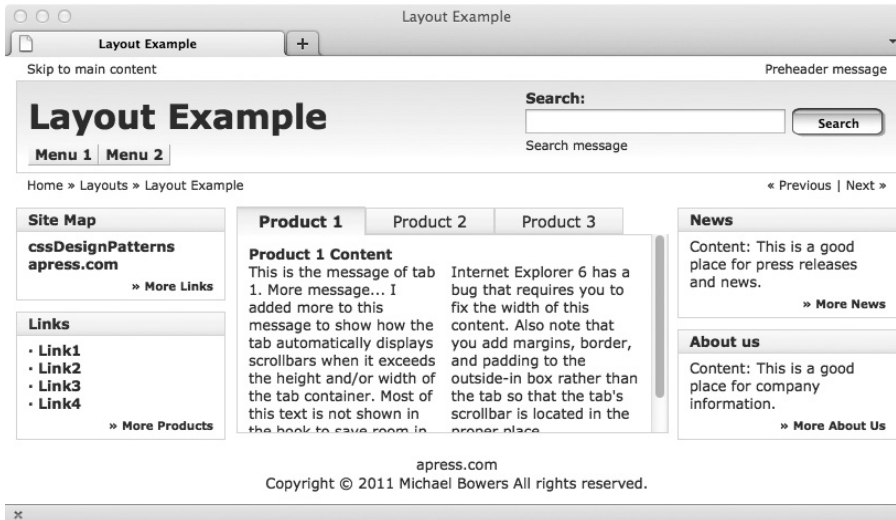 Layout Example
Layout Example
Skip to main content
Preheader message
Layout Example
Search:
Search
Search message
Menu 1 Menu 2
Home » Layouts » Layout Example
« Previous | Next »
Site Map
cssDesignPatterns
apress.com
» More Links
Links
· Link1
· Link2
· Link3
· Link4
» More Products
Product 1
Product 2
Product 3
Product 1 Content
This is the message of tab
1. More message... I
added more to this
message to show how the
tab automatically displays
scrollbars when it exceeds
the height and/or width of
the tab container. Most of
this text is not shown in
the book to save room in
Internet Explorer 6 has a
bug that requires you to
fix the width of this
content. Also note that
you add margins, border,
and padding to the
outside-in box rather than
the tab so that the tab's
scrollbar is located in the
proper place.
News
Content: This is a good
place for press releases
and news.
» More News
About us
Content: This is a good
place for company
information.
» More About Us
apress.com
Copyright © 2011 Michael Bowers All rights reserved.